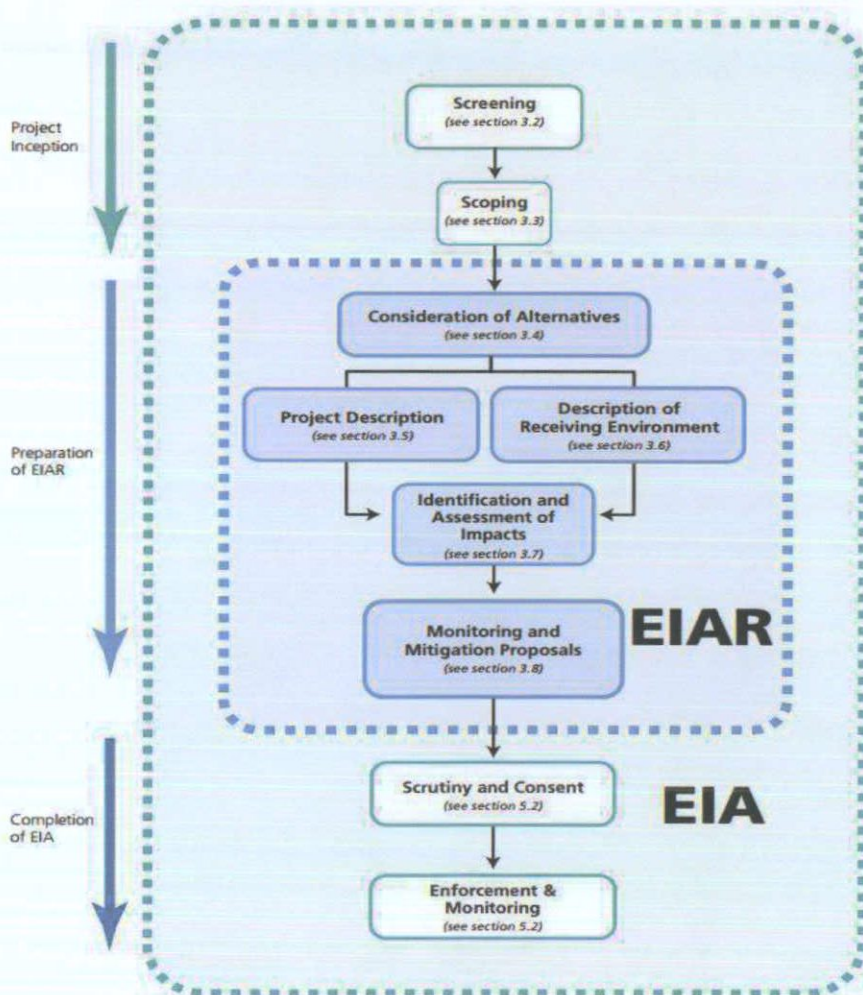 Project
Inception
Screening
(see section 3.2)
Scoping
(see section 3.3)
Preparation
of EIAR
Consideration of Alternatives
(see section 3.4)
Project Description
(see section 3.5)
Description of
Receiving Environment
(see section 3.6)
Identification and
Assessment of
Impacts
(see section 3.7)
Monitoring and
Mitigation Proposals
(see section 3.8)
EIAR
Completion
of EIA
Scrutiny and Consent
(see section 5.2)
EIA
Enforcement &
Monitoring
(see section 5.2)